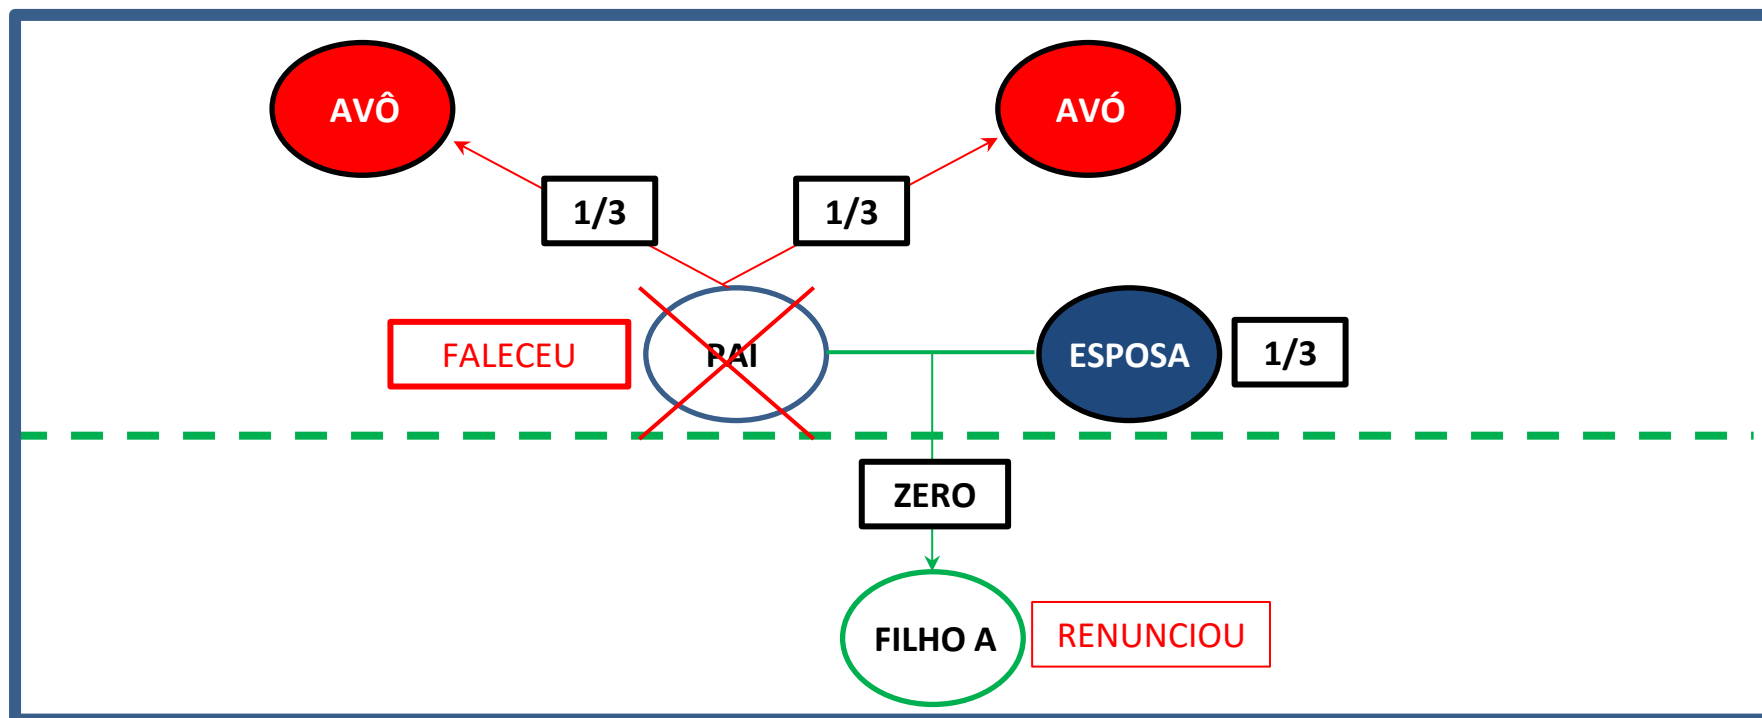 AVÔ
AVÓ
1/3
1/3
FALECEU
PAI
ESPOSA
1/3
ZERO
FILHO A
RENUNCIOU